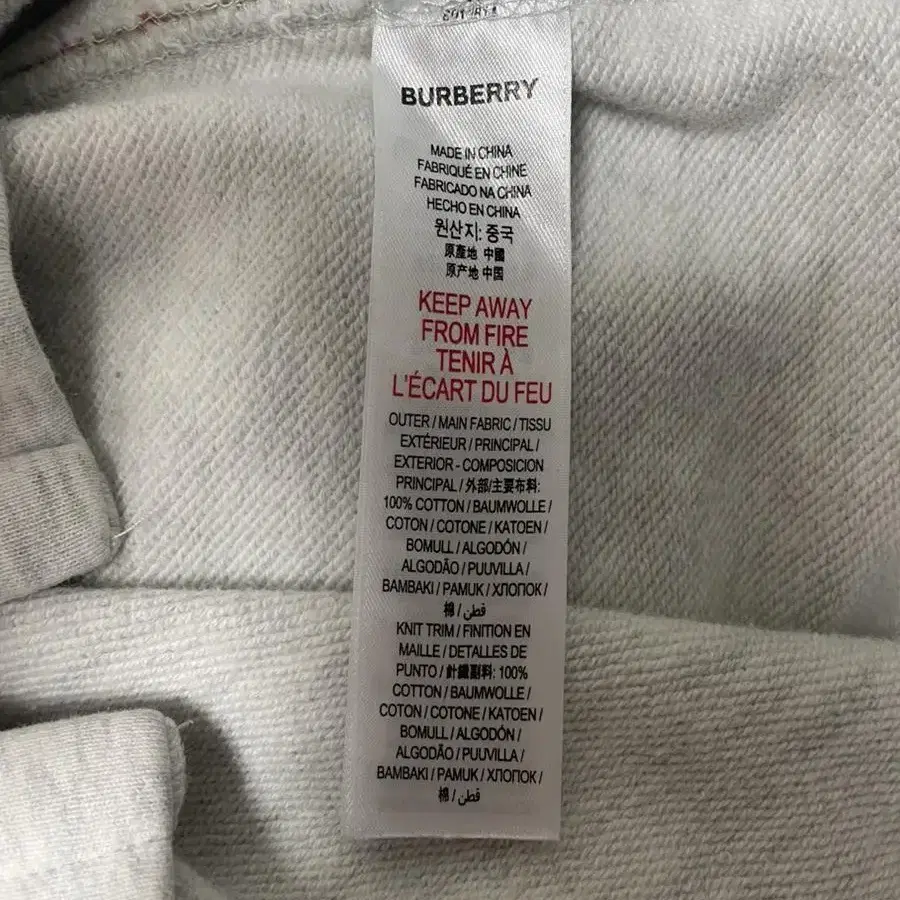 BURBERRY
MADE IN CHINA
FABRIQUÉ EN CHINE
FABRICADO NA CHINA
HECHO EN CHINA
원산지: 중국
原產地 中國
原产地 中国
KEEP AWAY
FROM FIRE
TENIR À
L'ÉCART DU FEU
OUTER / MAIN FABRIC / TISSU
EXTÉRIEUR / PRINCIPAL /
EXTERIOR - COMPOSICION
PRINCIPAL / 外部/主要布料:
100% COTTON / BAUMWOLLE /
COTON / COTONE / KATOEN /
BOMULL / ALGODÓN /
ALGODÃO / PUUVILLA /
BAMBAKI / PAMUK / ХЛОПОК /
棉 / قطن
KNIT TRIM / FINITION EN
MAILLE / DETALLES DE
PUNTO / 針織副料: 100%
COTTON / BAUMWOLLE /
COTON / COTONE / KATOEN /
BOMULL / ALGODÓN /
ALGODÃO / PUUVILLA /
BAMBAKI / PAMUK / ХЛОПОК /
棉 / قطن